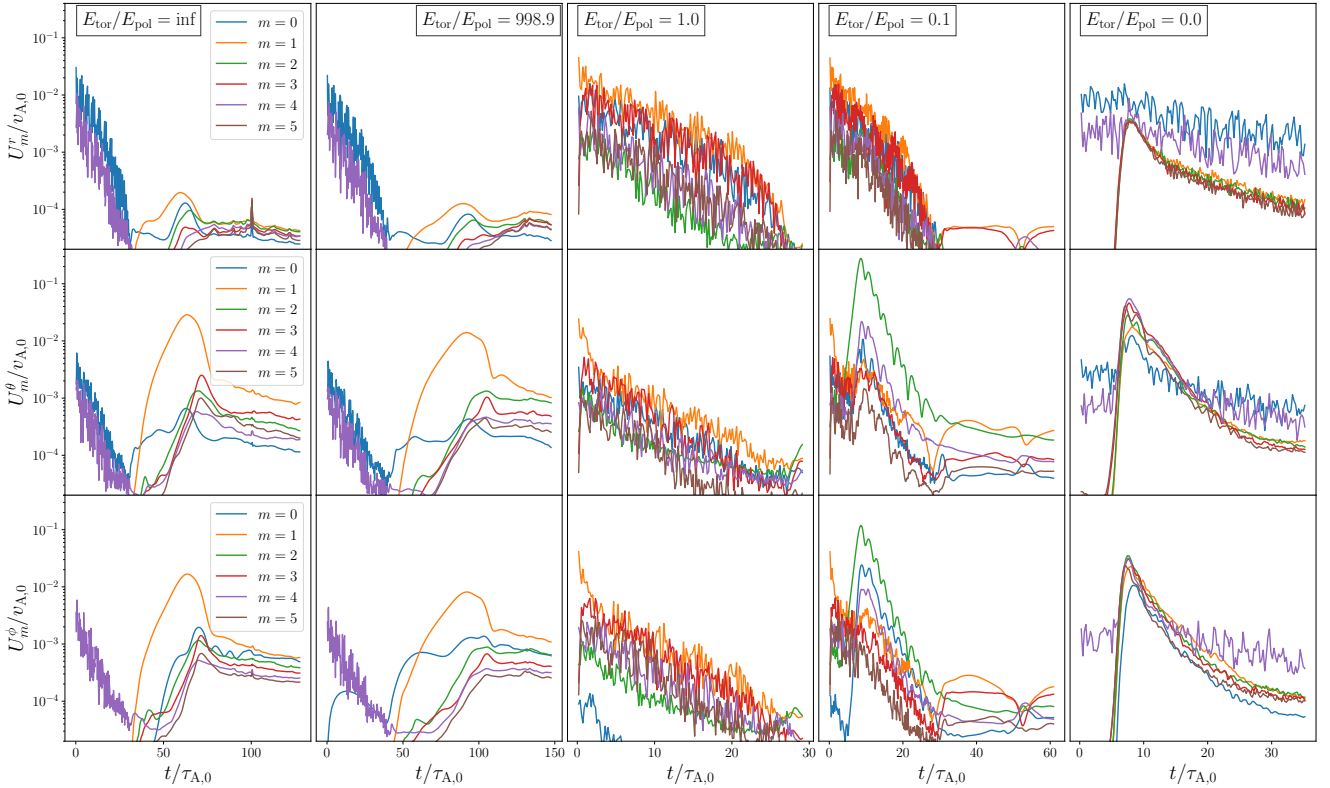 E_tor/E_pol = inf
E_tor/E_pol = 998.9
E_tor/E_pol = 1.0
E_tor/E_pol = 0.1
E_tor/E_pol = 0.0
m = 0
m = 1
m = 2
m = 3
m = 4
m = 5
10^−1
10^−2
10^−3
10^−4
U_m^r/v_A,0
m = 0
m = 1
m = 2
m = 3
m = 4
m = 5
10^−1
10^−2
10^−3
10^−4
U_m^θ/v_A,0
m = 0
m = 1
m = 2
m = 3
m = 4
m = 5
10^−1
10^−2
10^−3
10^−4
U_m^ϕ/v_A,0
0 50 100
0 50 100 150
0 10 20 30
0 20 40 60
0 10 20 30
t/τ_A,0
t/τ_A,0
t/τ_A,0
t/τ_A,0
t/τ_A,0